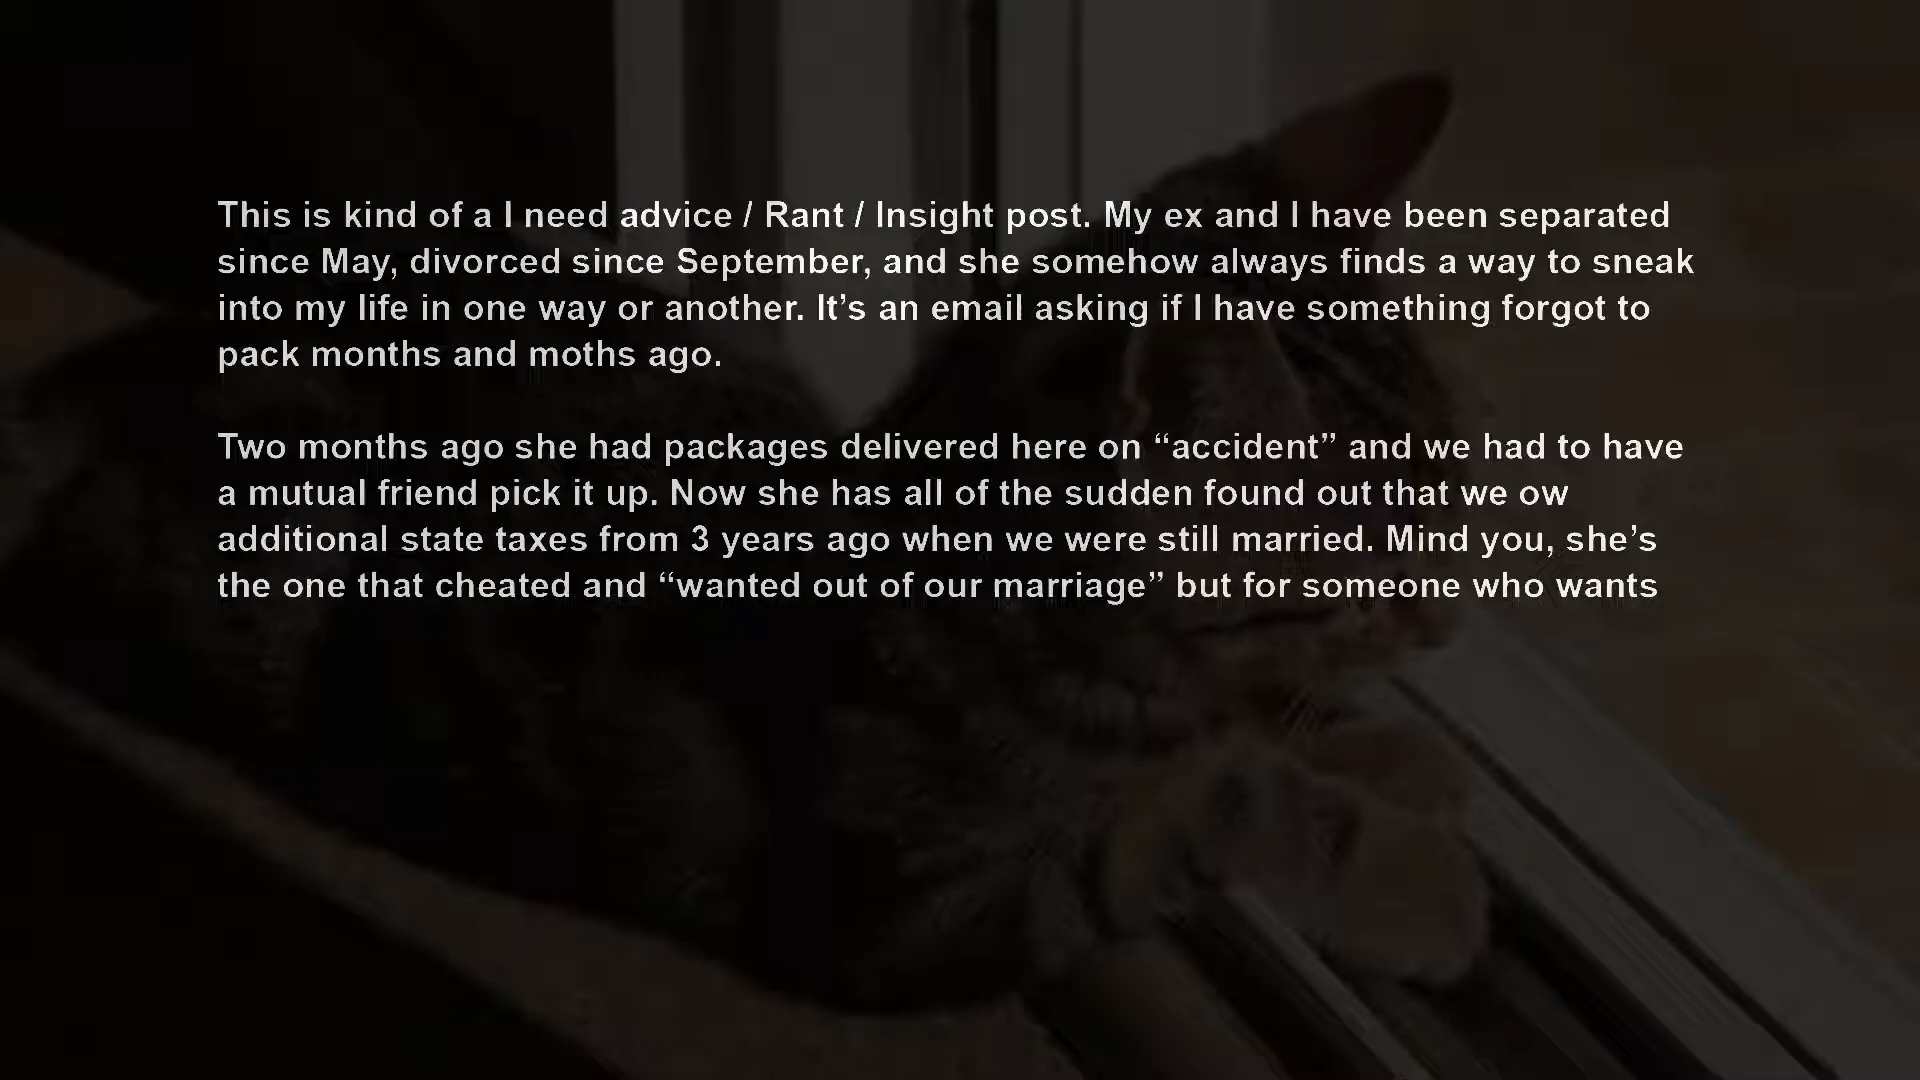 This is kind of a I need advice / Rant / Insight post. My ex and I have been separated
since May, divorced since September, and she somehow always finds a way to sneak
into my life in one way or another. It’s an email asking if I have something forgot to
pack months and moths ago.
Two months ago she had packages delivered here on “accident” and we had to have
a mutual friend pick it up. Now she has all of the sudden found out that we ow
additional state taxes from 3 years ago when we were still married. Mind you, she’s
the one that cheated and “wanted out of our marriage” but for someone who wants